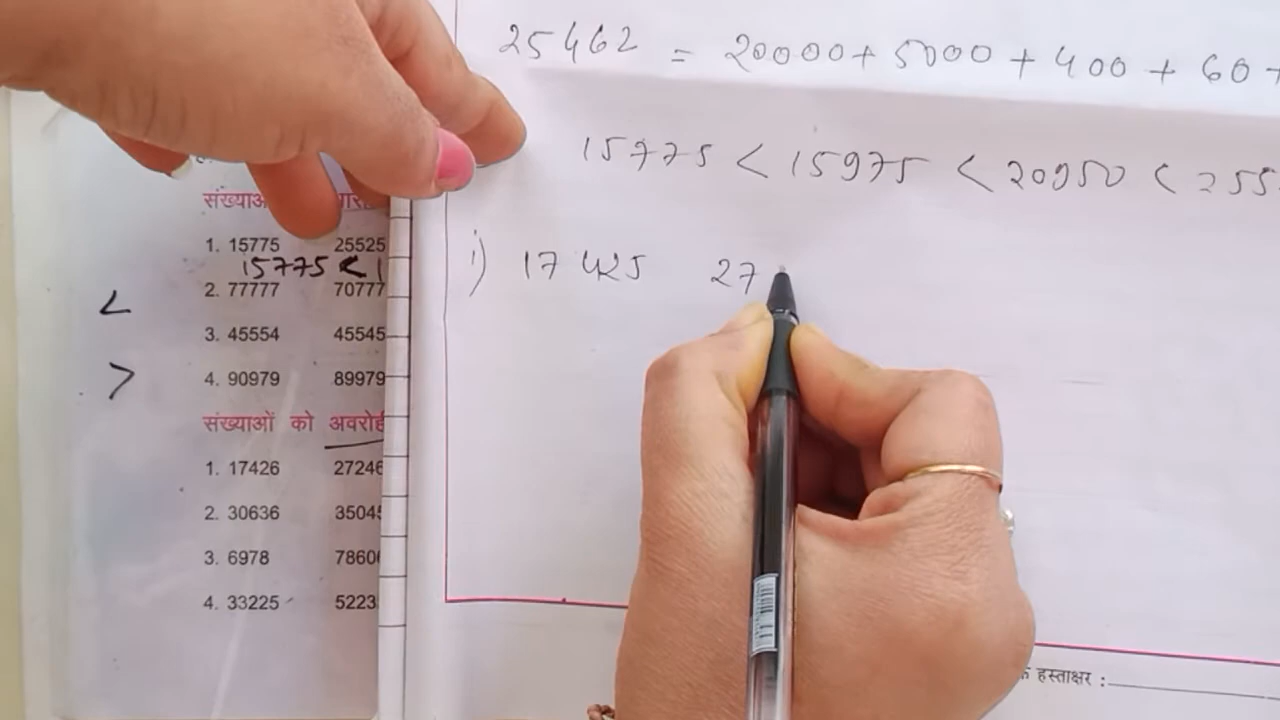 25462 = 20000+ 5000 + 400 + 60 +
15775 < 15975 < 20950 < 255
i) 17425 27
1. 15775 25525
15775 < 1
<
2. 77777 70777
3. 45554 45545
>
4. 90979 89979
संख्याओं को अवरोह
1. 17426 27246
2. 30636 35045
3. 6978 78606
4. 33225 5223
हस्ताक्षर :